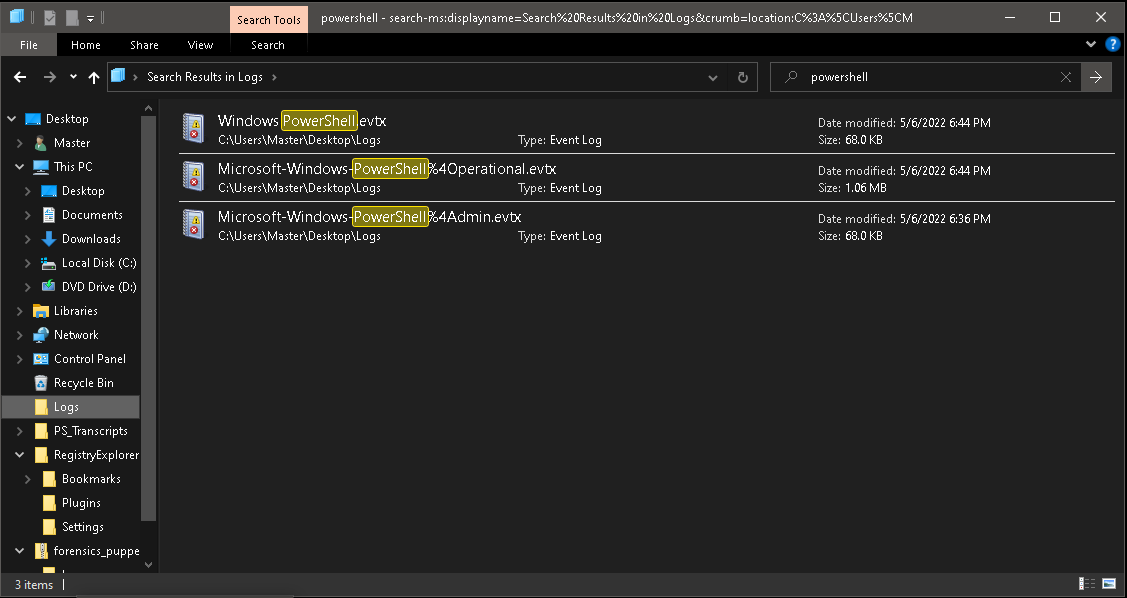 Search Tools
powershell - search-ms:displayname=Search%20Results%20in%20Logs&crumb=location:C%3A%5CUsers%5CM
File Home Share View Search
Search Results in Logs
powershell
Desktop
Master
This PC
Desktop
Documents
Downloads
Local Disk (C:)
DVD Drive (D:)
Libraries
Network
Control Panel
Recycle Bin
Logs
PS_Transcripts
RegistryExplorer
Bookmarks
Plugins
Settings
forensics_puppe
Windows PowerShell.evtx
C:\Users\Master\Desktop\Logs
Type: Event Log
Date modified: 5/6/2022 6:44 PM
Size: 68.0 KB
Microsoft-Windows-PowerShell%4Operational.evtx
C:\Users\Master\Desktop\Logs
Type: Event Log
Date modified: 5/6/2022 6:44 PM
Size: 1.06 MB
Microsoft-Windows-PowerShell%4Admin.evtx
C:\Users\Master\Desktop\Logs
Type: Event Log
Date modified: 5/6/2022 6:36 PM
Size: 68.0 KB
3 items